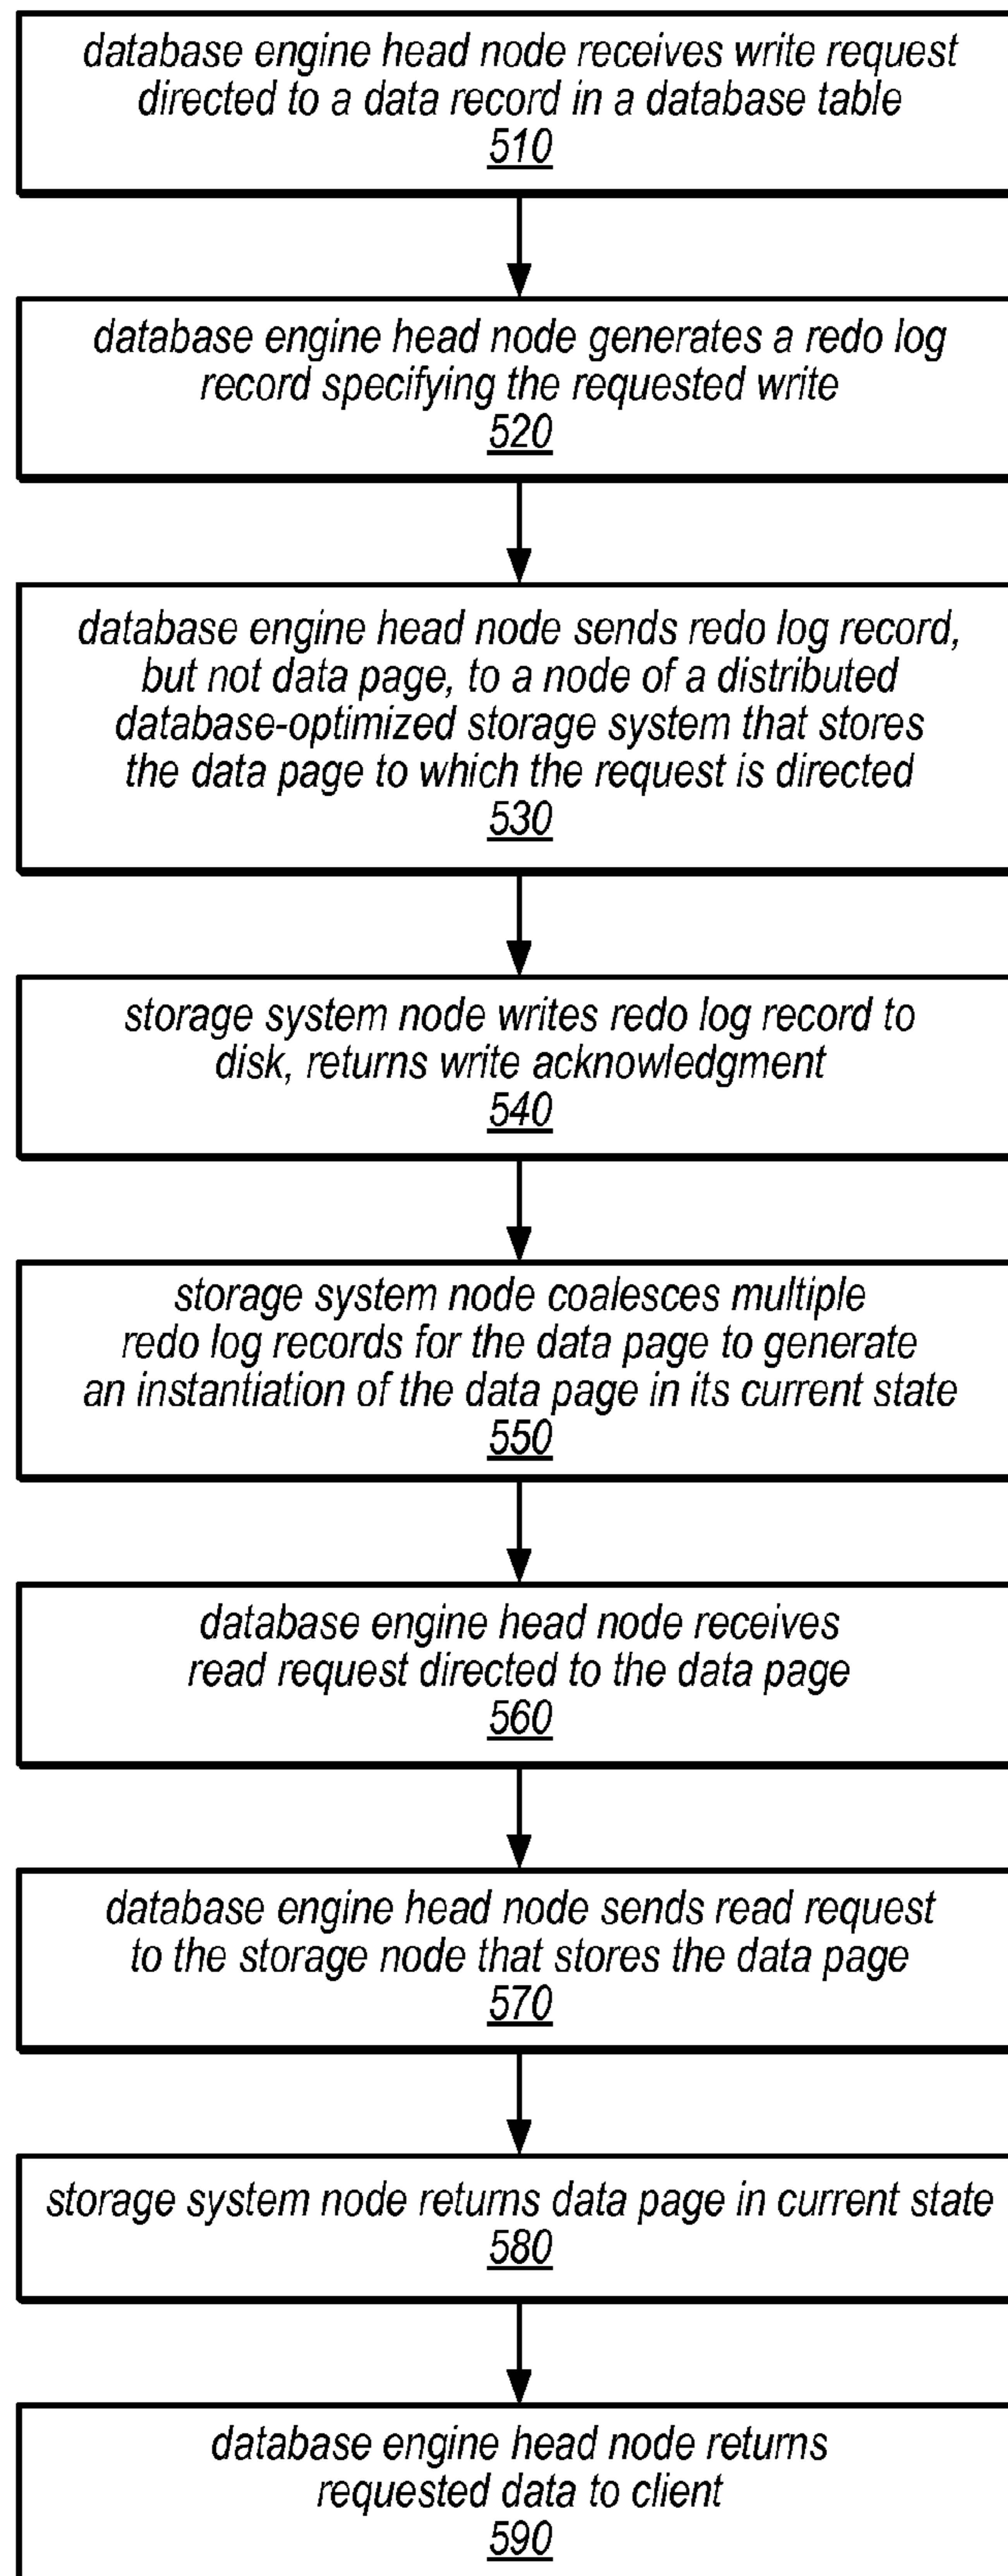 database engine head node receives write request
directed to a data record in a database table
510
database engine head node generates a redo log
record specifying the requested write
520
database engine head node sends redo log record,
but not data page, to a node of a distributed
database-optimized storage system that stores
the data page to which the request is directed
530
storage system node writes redo log record to
disk, returns write acknowledgment
540
storage system node coalesces multiple
redo log records for the data page to generate
an instantiation of the data page in its current state
550
database engine head node receives
read request directed to the data page
560
database engine head node sends read request
to the storage node that stores the data page
570
storage system node returns data page in current state
580
database engine head node returns
requested data to client
590